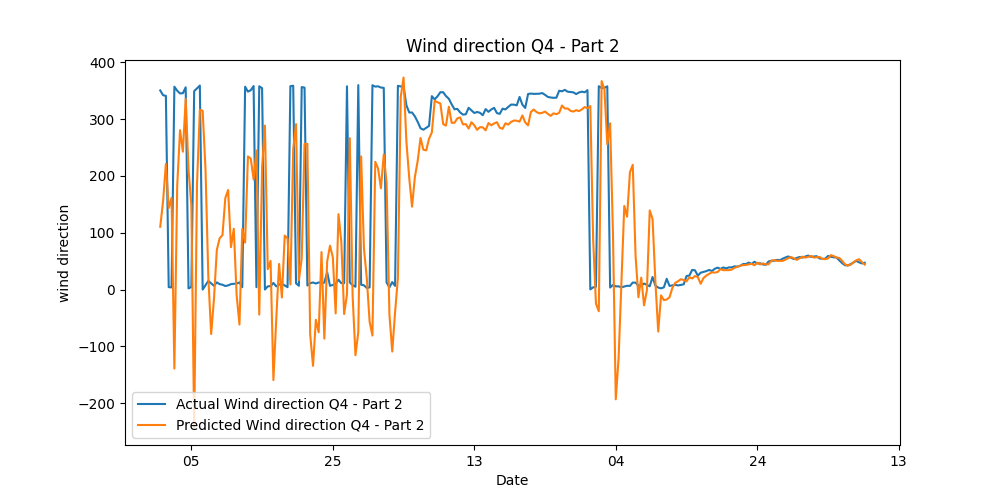 Wind direction Q4 - Part 2
400
300
200
100
0
−100
−200
wind direction
Actual Wind direction Q4 - Part 2
Predicted Wind direction Q4 - Part 2
05
25
13
04
24
13
Date